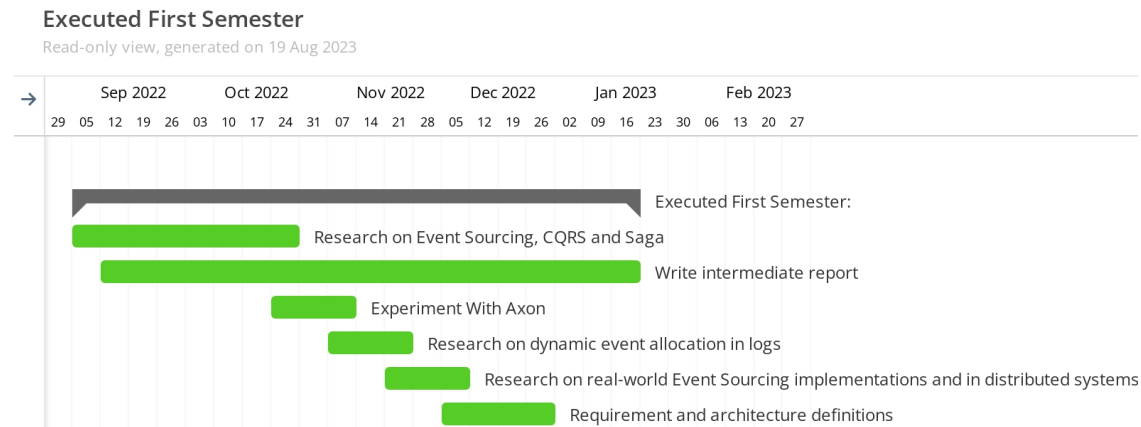 Executed First Semester
Read-only view, generated on 19 Aug 2023
Sep 2022 Oct 2022 Nov 2022 Dec 2022 Jan 2023 Feb 2023
29 05 12 19 26 03 10 17 24 31 07 14 21 28 05 12 19 26 02 09 16 23 30 06 13 20 27
Executed First Semester:
Research on Event Sourcing, CQRS and Saga
Write intermediate report
Experiment With Axon
Research on dynamic event allocation in logs
Research on real-world Event Sourcing implementations and in distributed systems
Requirement and architecture definitions